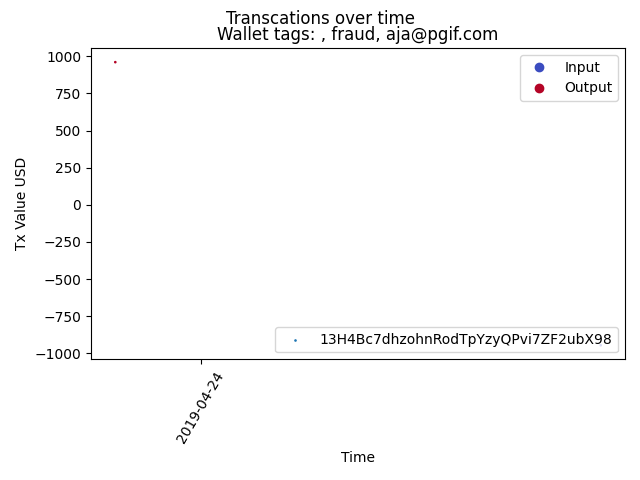 Transcations over time
Wallet tags: , fraud, aja@pgif.com
1000
750
500
250
0
−250
−500
−750
−1000
Tx Value USD
Input
Output
13H4Bc7dhzohnRodTpYzyQPvi7ZF2ubX98
2019-04-24
Time